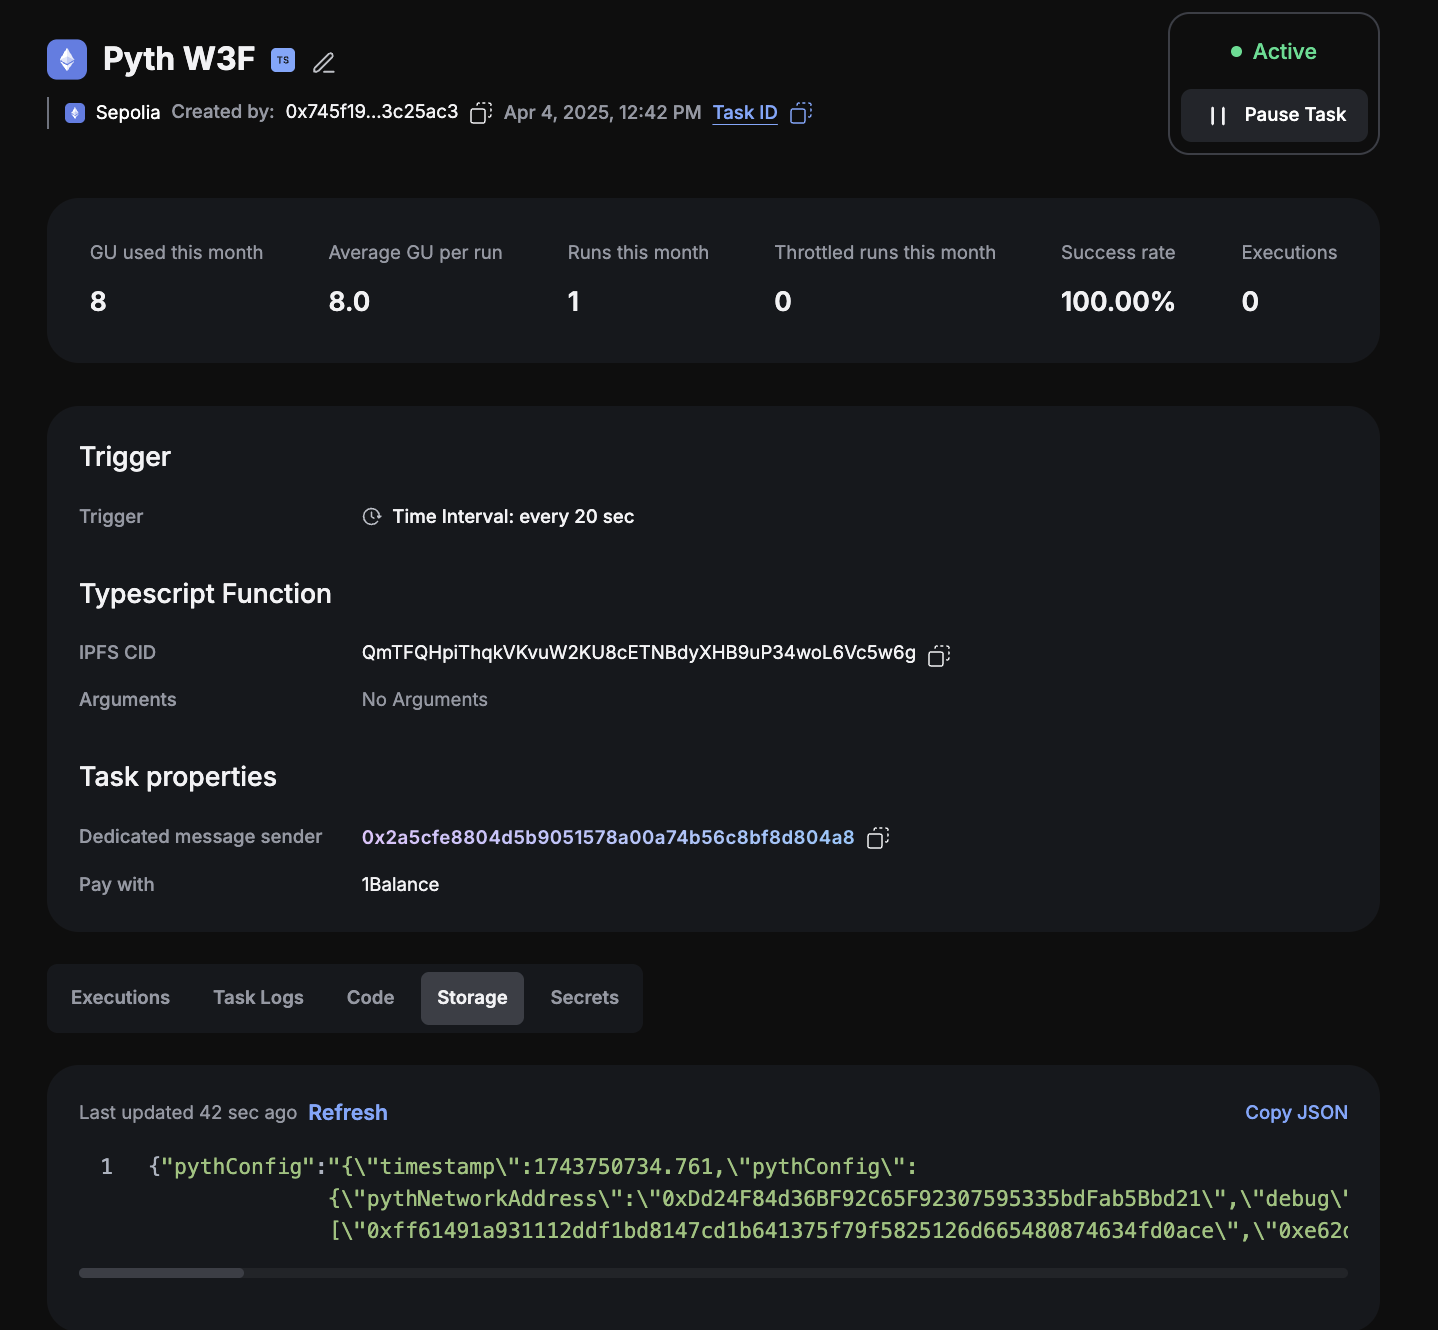 Pyth W3F TS
Active
Pause Task
Sepolia Created by: 0x745f19...3c25ac3 Apr 4, 2025, 12:42 PM Task ID
GU used this month Average GU per run Runs this month Throttled runs this month Success rate Executions
8 8.0 1 0 100.00% 0
Trigger
Trigger Time Interval: every 20 sec
Typescript Function
IPFS CID QmTFQHpiThqkVKvuW2KU8cETNBdyXHB9uP34woL6Vc5w6g
Arguments No Arguments
Task properties
Dedicated message sender 0x2a5cfe8804d5b9051578a00a74b56c8bf8d804a8
Pay with 1Balance
Executions Task Logs Code Storage Secrets
Last updated 42 sec ago Refresh Copy JSON
1 {"pythConfig":"{\"timestamp\":1743750734.761,\"pythConfig\":
{\"pythNetworkAddress\":\"0xDd24F84d36BF92C65F92307595335bdFab5Bbd21\",\"debug\"
[\"0xff61491a931112ddf1bd8147cd1b641375f79f5825126d665480874634fd0ace\",\"0xe62d